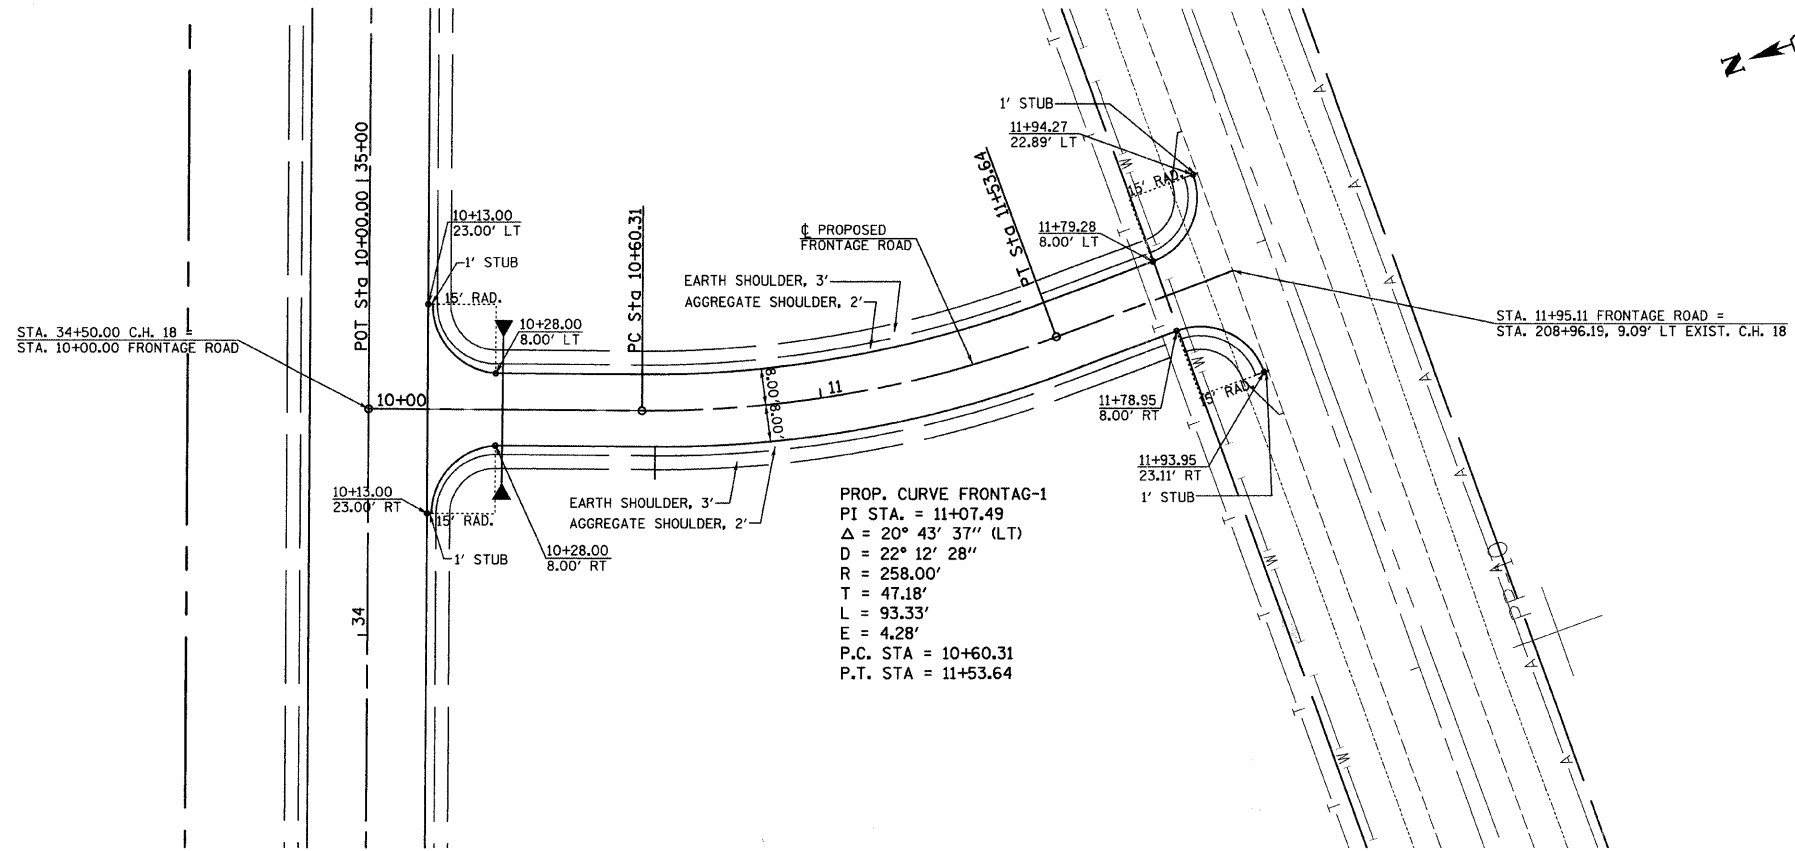 N
1' STUB
11+94.27
22.89' LT
15' RAD.
POT Sta 10+00.00
35+00
10+13.00
23.00' LT
1' STUB
15' RAD.
PC Sta 10+60.31
PT Sta 11+53.64
℄ PROPOSED
FRONTAGE ROAD
11+79.28
8.00' LT
EARTH SHOULDER, 3'
AGGREGATE SHOULDER, 2'
10+28.00
8.00' LT
STA. 34+50.00 C.H. 18 =
STA. 10+00.00 FRONTAGE ROAD
STA. 11+95.11 FRONTAGE ROAD =
STA. 208+96.19, 9.09' LT EXIST. C.H. 18
10+00
8.00'
8.00'
11
11+78.95
8.00' RT
15' RAD.
11+93.95
23.11' RT
1' STUB
10+13.00
23.00' RT
15' RAD.
1' STUB
10+28.00
8.00' RT
EARTH SHOULDER, 3'
AGGREGATE SHOULDER, 2'
34
PROP. CURVE FRONTAG-1
PI STA. = 11+07.49
Δ = 20° 43' 37" (LT)
D = 22° 12' 28"
R = 258.00'
T = 47.18'
L = 93.33'
E = 4.28'
P.C. STA = 10+60.31
P.T. STA = 11+53.64